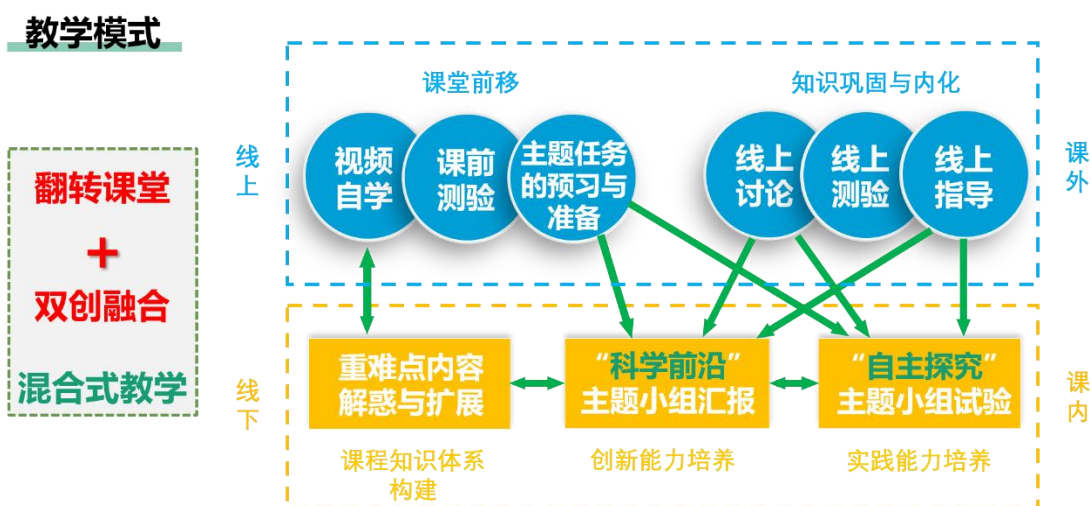 教学模式
翻转课堂
+
双创融合
混合式教学
线
上
课堂前移
视频
自学
课前
测验
主题任务
的预习与
准备
知识巩固与内化
线上
讨论
线上
测验
线上
指导
课
外
线
下
重难点内容
解惑与扩展
“科学前沿”
主题小组汇报
“自主探究”
主题小组试验
课程知识体系
构建
创新能力培养
实践能力培养
课
内